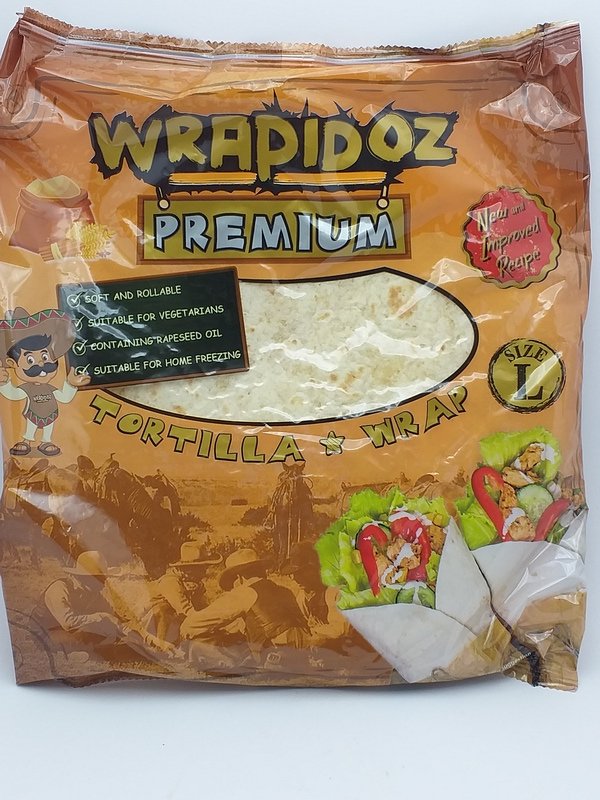 WRAPIDOZ
PREMIUM
New and
Improved
Recipe
SOFT AND ROLLABLE
SUITABLE FOR VEGETARIANS
CONTAINING RAPESEED OIL
SUITABLE FOR HOME FREEZING
SIZE
L
TORTILLA WRAP